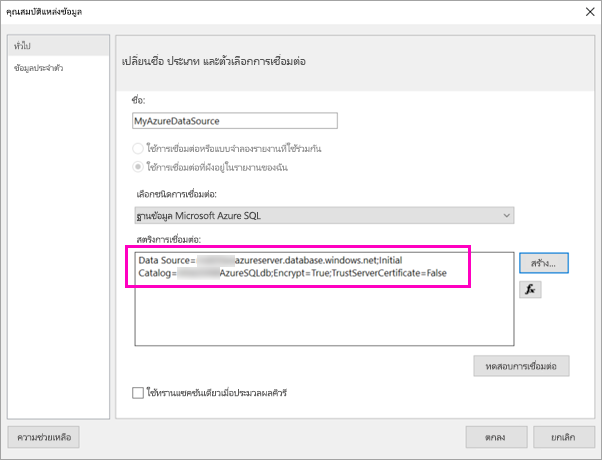 คุณสมบัติแหล่งข้อมูล
ทั่วไป
ข้อมูลประจำตัว
เปลี่ยนชื่อ ประเภท และตัวเลือกการเชื่อมต่อ
ชื่อ:
MyAzureDataSource
ใช้การเชื่อมต่อหรือแบบจำลองรายงานที่ใช้ร่วมกัน
ใช้การเชื่อมต่อที่ฝังอยู่ในรายงานของฉัน
เลือกชนิดการเชื่อมต่อ:
ฐานข้อมูล Microsoft Azure SQL
สตริงการเชื่อมต่อ:
Data Source= azureserver.database.windows.net;Initial
Catalog= AzureSQLdb;Encrypt=True;TrustServerCertificate=False
สร้าง...
fx
ทดสอบการเชื่อมต่อ
ใช้ทรานแซคชันเดียวเมื่อประมวลผลคิวรี
ความช่วยเหลือ
ตกลง
ยกเลิก